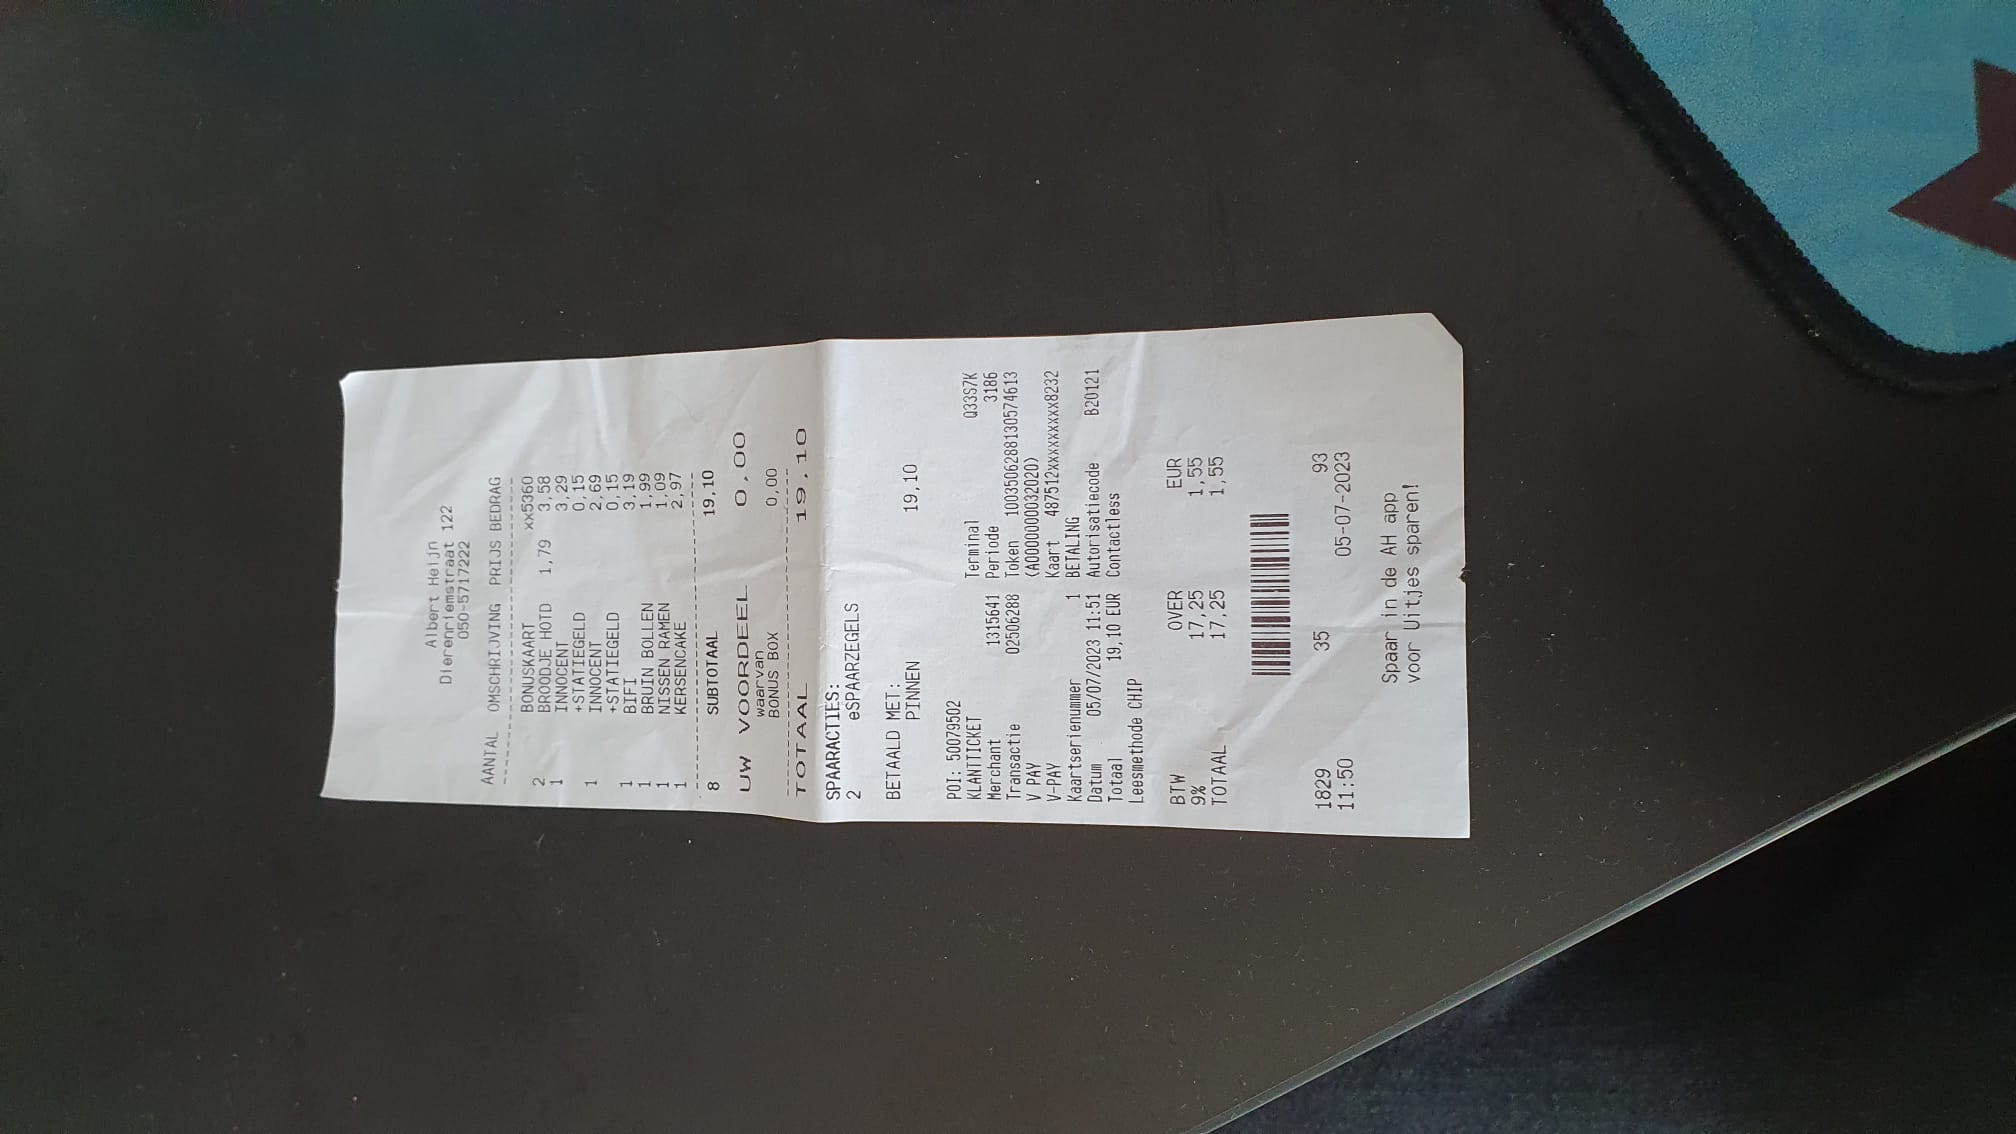 Albert Heijn
Dierenriemstraat 122
050-5717222
AANTAL OMSCHRIJVING PRIJS BEDRAG
BONUSKAART xx5360
2 BROODJE HOTD 1,79 3,58
1 INNOCENT 3,29
+STATIEGELD 0,15
1 INNOCENT 2,69
+STATIEGELD 0,15
1 BIFI 3,19
1 BRUIN BOLLEN 1,99
1 NISSEN RAMEN 1,09
1 KERSENCAKE 2,97
8 SUBTOTAAL 19,10
UW VOORDEEL 0,00
waarvan
BONUS BOX 0,00
TOTAAL 19,10
SPAARACTIES:
2 eSPAARZEGELS
BETAALD MET:
PINNEN 19,10
POI: 50079502
KLANTTICKET Terminal Q33S7K
Merchant 1315641 Periode 3186
Transactie 02506288 Token 1003506288130574613
V PAY (A0000000032020)
V-PAY Kaart 487512xxxxxxxxx8232
Kaartserienummer 1 BETALING
Datum 05/07/2023 11:51 Autorisatiecode B20121
Totaal 19,10 EUR Contactless
Leesmethode CHIP
BTW OVER EUR
9% 17,25 1,55
TOTAAL 17,25 1,55
1829 35 93
11:50 05-07-2023
Spaar in de AH app
voor Uitjes sparen!